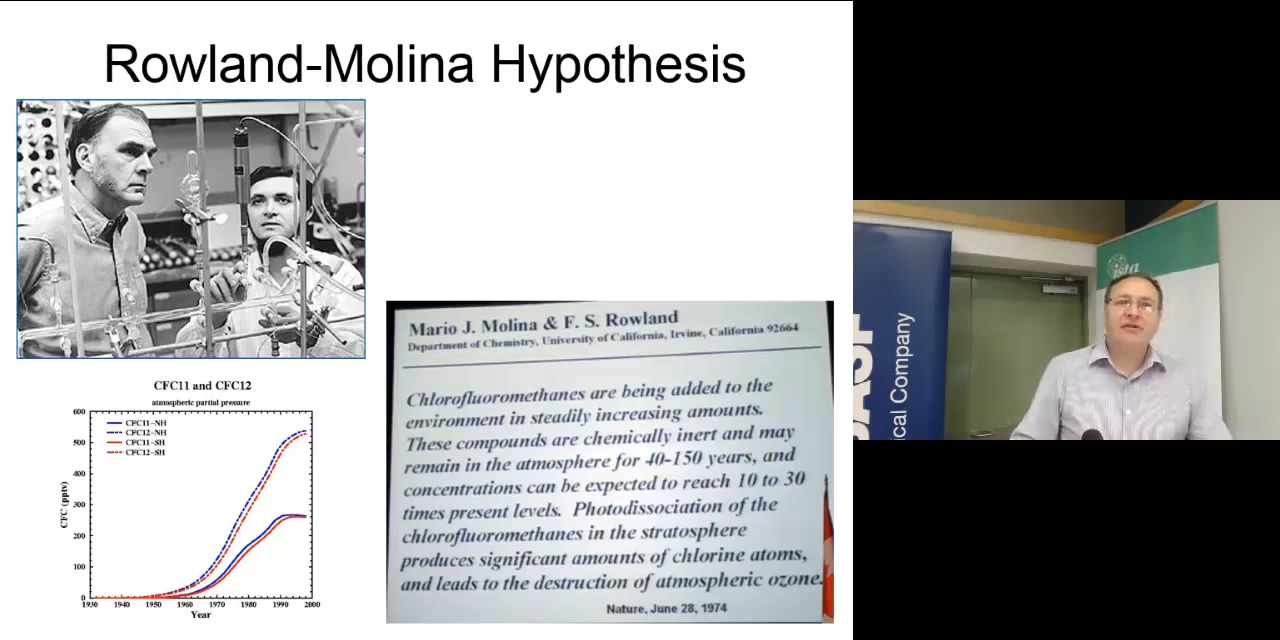 Rowland-Molina Hypothesis
Mario J. Molina & F. S. Rowland
Department of Chemistry, University of California, Irvine, California 92664
Chlorofluoromethanes are being added to the
environment in steadily increasing amounts.
These compounds are chemically inert and may
remain in the atmosphere for 40-150 years, and
concentrations can be expected to reach 10 to 30
times present levels. Photodissociation of the
chlorofluoromethanes in the stratosphere
produces significant amounts of chlorine atoms,
and leads to the destruction of atmospheric ozone.
Nature, June 28, 1974
CFC11 and CFC12
atmospheric partial pressure
CFC11-NH
CFC12-NH
CFC11-SH
CFC12-SH
CFC (pptv)
600
500
400
300
200
100
0
1930 1940 1950 1960 1970 1980 1990 2000
Year
ista
BASF
ical Company